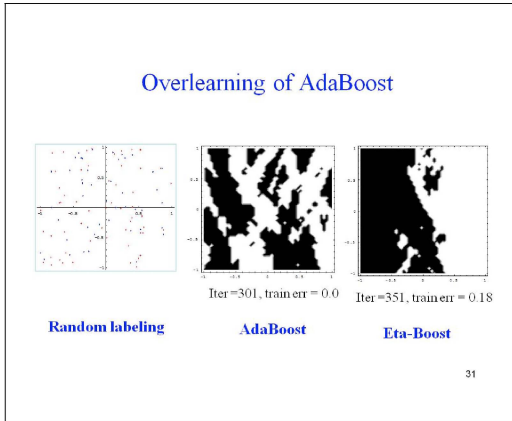 Overlearning of AdaBoost
Iter =301, train err = 0.0
Iter=351, train err = 0.18
Random labeling
AdaBoost
Eta-Boost
31